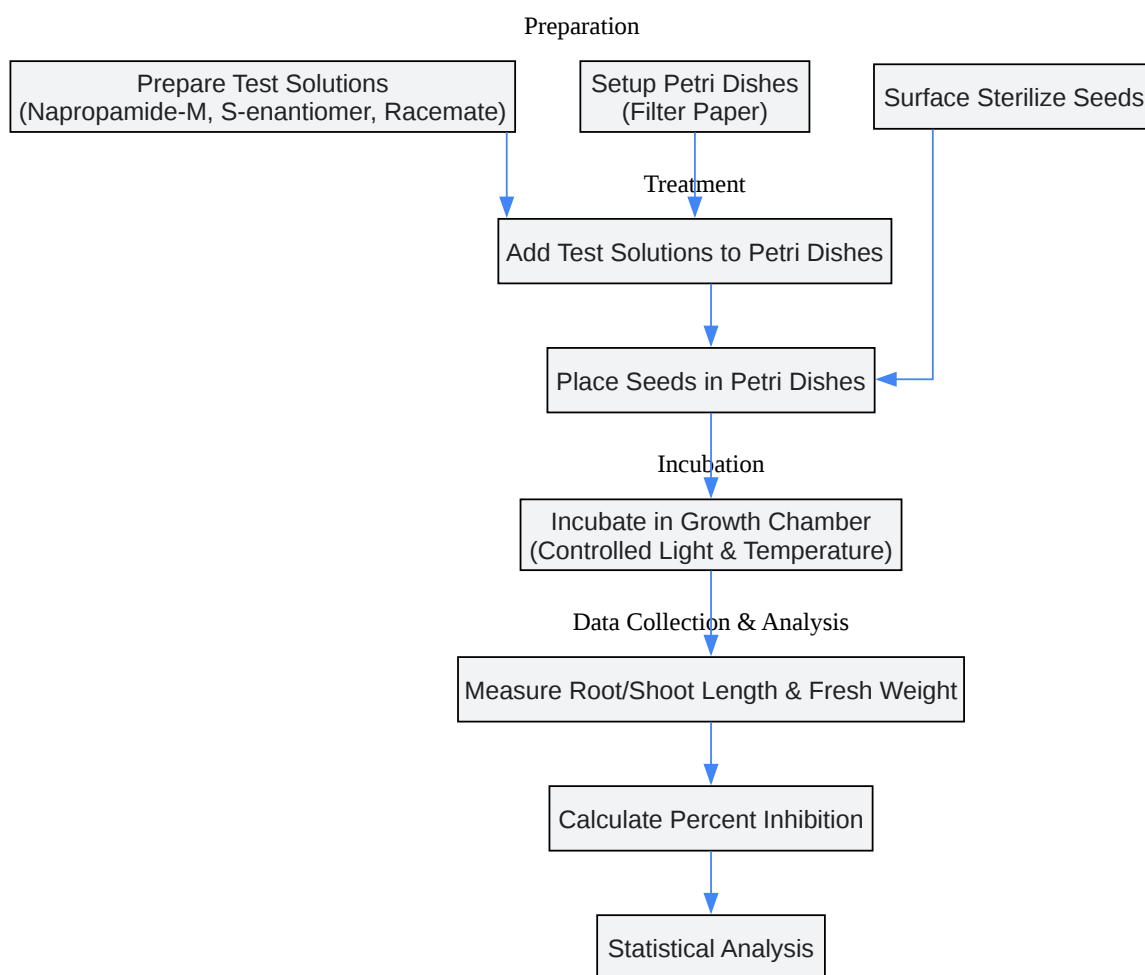 Preparation
Prepare Test Solutions
(Napropamide-M, S-enantiomer, Racemate)
Setup Petri Dishes
(Filter Paper)
Surface Sterilize Seeds
Treatment
Add Test Solutions to Petri Dishes
Place Seeds in Petri Dishes
Incubation
Incubate in Growth Chamber
(Controlled Light & Temperature)
Data Collection & Analysis
Measure Root/Shoot Length & Fresh Weight
Calculate Percent Inhibition
Statistical Analysis